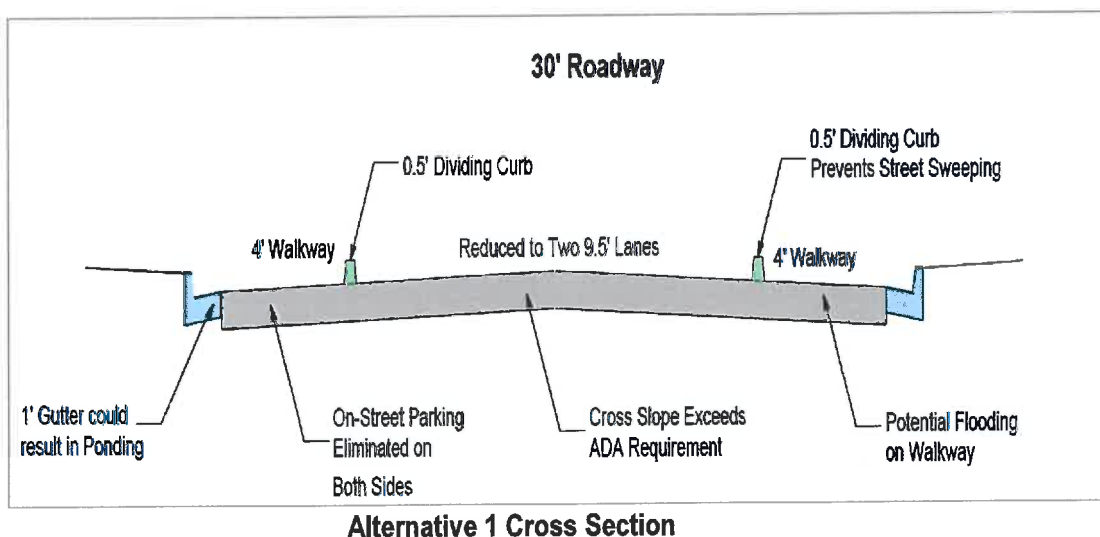 30' Roadway
0.5' Dividing Curb
0.5' Dividing Curb
Prevents Street Sweeping
4' Walkway
Reduced to Two 9.5' Lanes
4' Walkway
1' Gutter could
result in Ponding
On-Street Parking
Eliminated on
Both Sides
Cross Slope Exceeds
ADA Requirement
Potential Flooding
on Walkway
Alternative 1 Cross Section